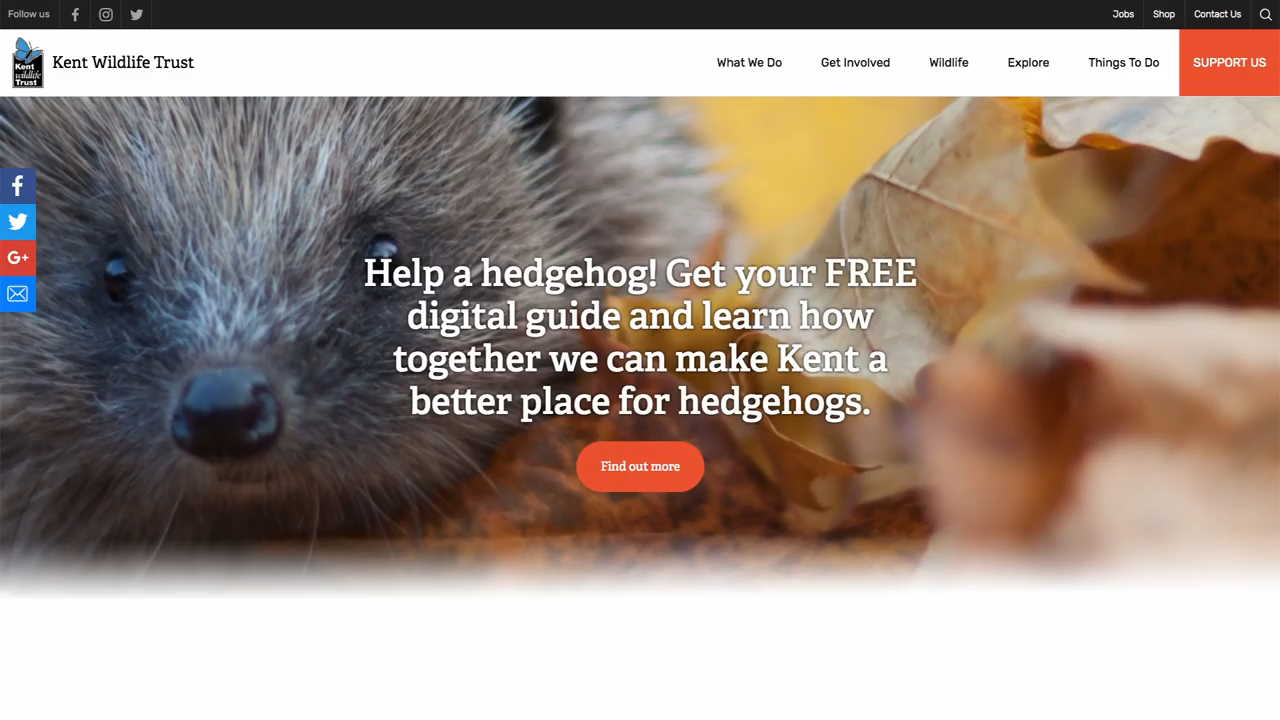 Follow us
Jobs
Shop
Contact Us
Kent
Wildlife
Trust
Kent Wildlife Trust
What We Do
Get Involved
Wildlife
Explore
Things To Do
SUPPORT US
G+
Help a hedgehog! Get your FREE
digital guide and learn how
together we can make Kent a
better place for hedgehogs.
Find out more